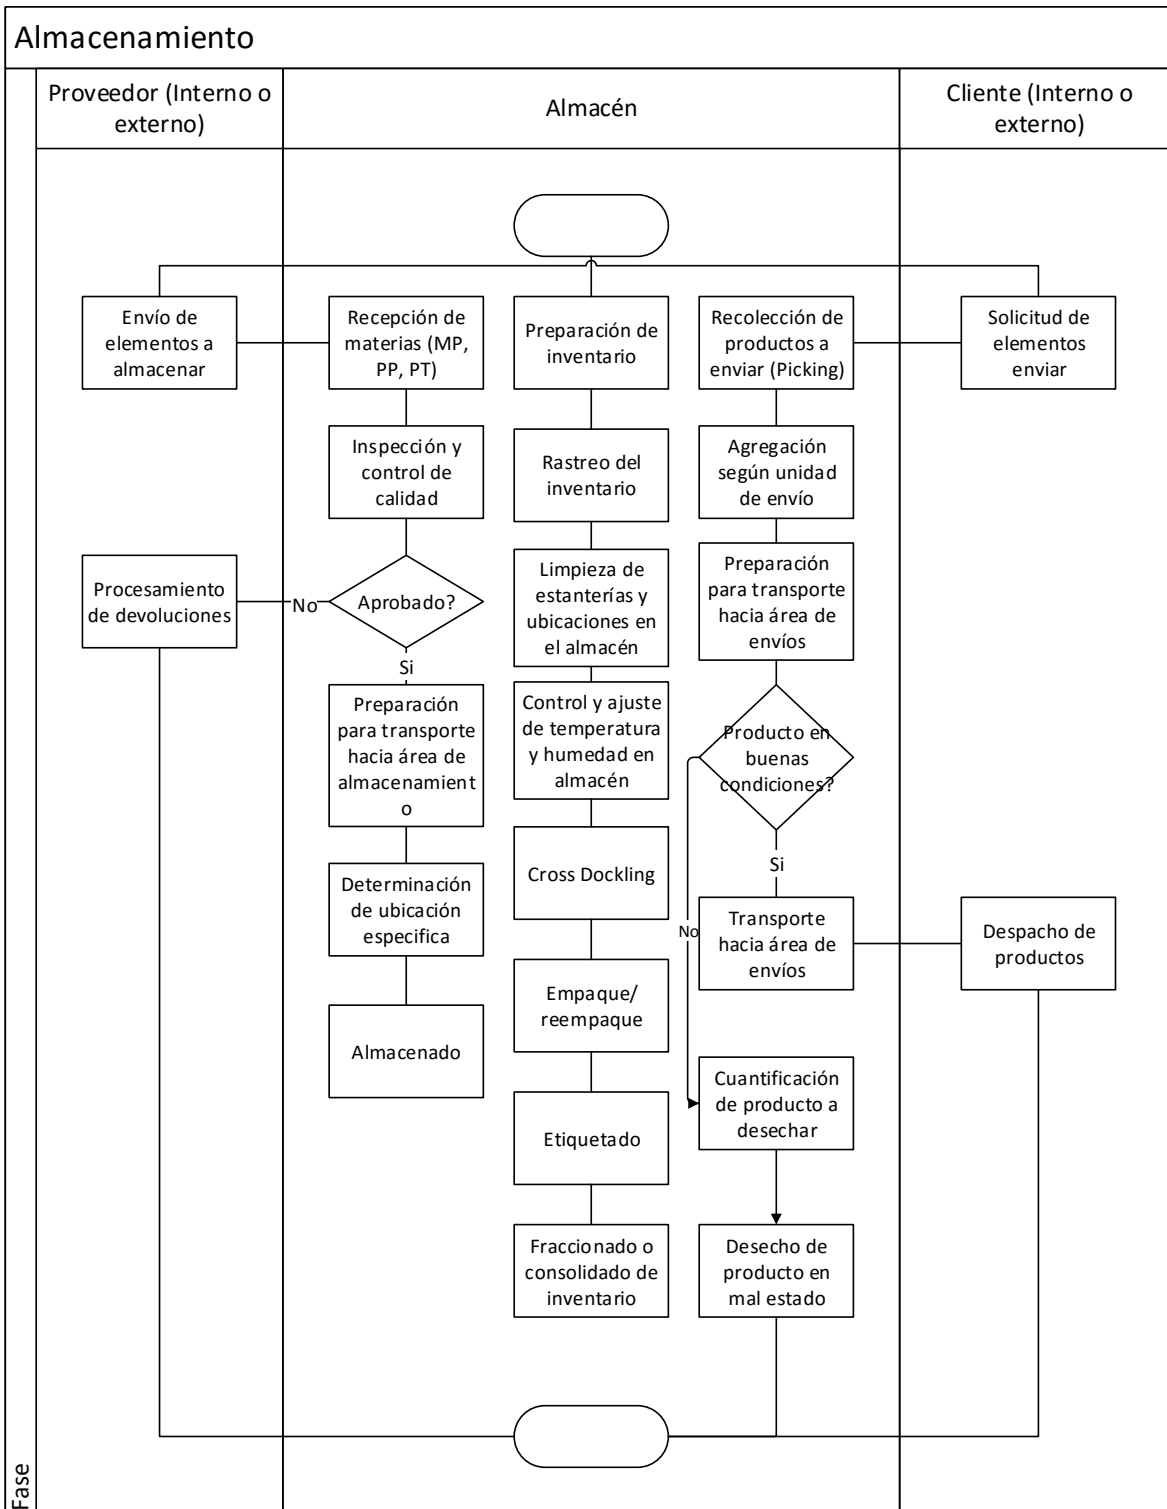 Almacenamiento
Proveedor (Interno o
externo)
Almacén
Cliente (Interno o
externo)
Envío de
elementos a
almacenar
Recepción de
materias (MP,
PP, PT)
Preparación de
inventario
Recolección de
productos a
enviar (Picking)
Solicitud de
elementos
enviar
Inspección y
control de
calidad
Rastreo del
inventario
Agregación
según unidad
de envío
Procesamiento
de devoluciones
No
Aprobado?
Si
Limpieza de
estanterías y
ubicaciones en
el almacén
Preparación
para transporte
hacia área de
envíos
Preparación
para transporte
hacia área de
almacenamient
o
Control y ajuste
de temperatura
y humedad en
almacén
Producto en
buenas
condiciones?
Si
No
Determinación
de ubicación
especifica
Cross Dockling
Transporte
hacia área de
envíos
Despacho de
productos
Almacenado
Empaque/
reempaque
Cuantificación
de producto a
desechar
Etiquetado
Fraccionado o
consolidado de
inventario
Desecho de
producto en
mal estado
Fase